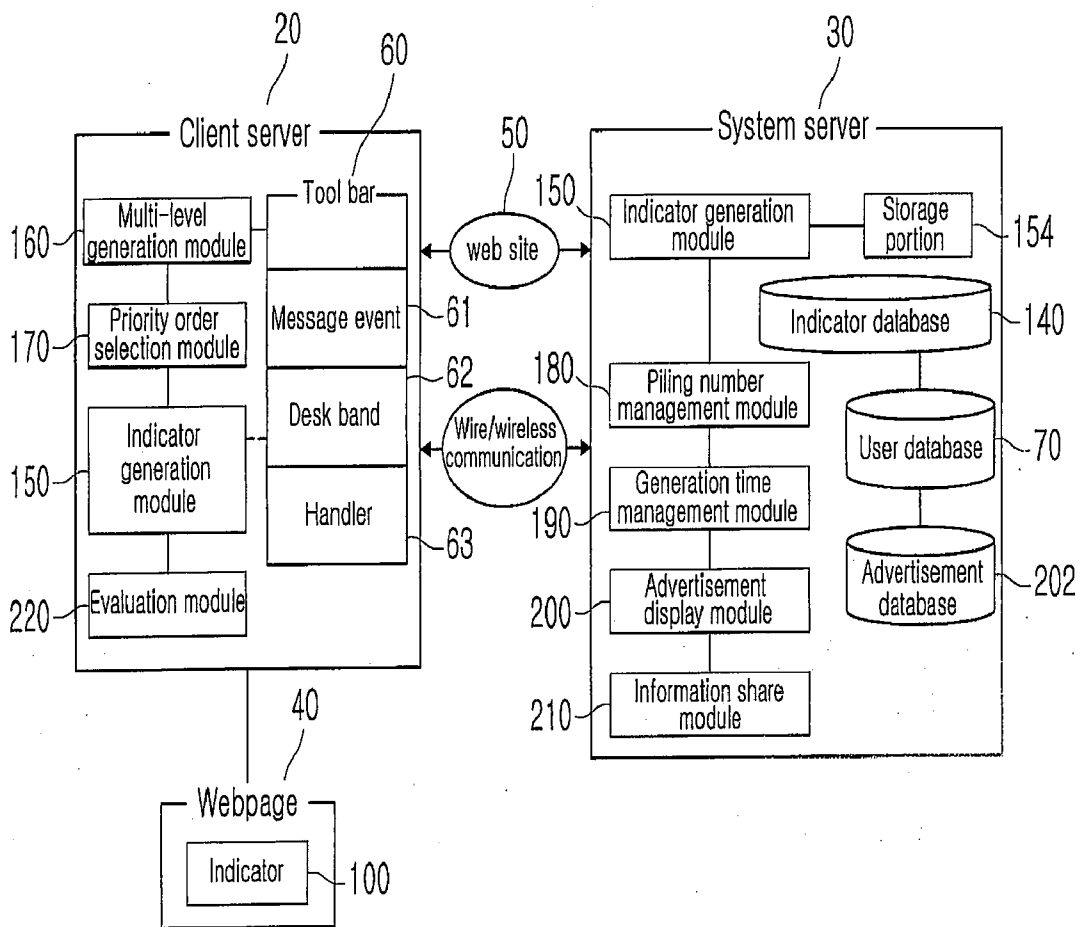 20
60
30
Client server
50
System server
Tool bar
160
Multi-level
generation module
web site
150
Indicator generation
module
Storage
portion
154
170
Priority order
selection module
Message event
61
Indicator database
140
62
180
Piling number
management module
Desk band
Wire/wireless
communication
User database
70
150
Indicator
generation
module
Generation time
management module
190
Handler
63
220
Evaluation module
200
Advertisement
display module
Advertisement
database
202
210
Information share
module
40
Webpage
Indicator
100